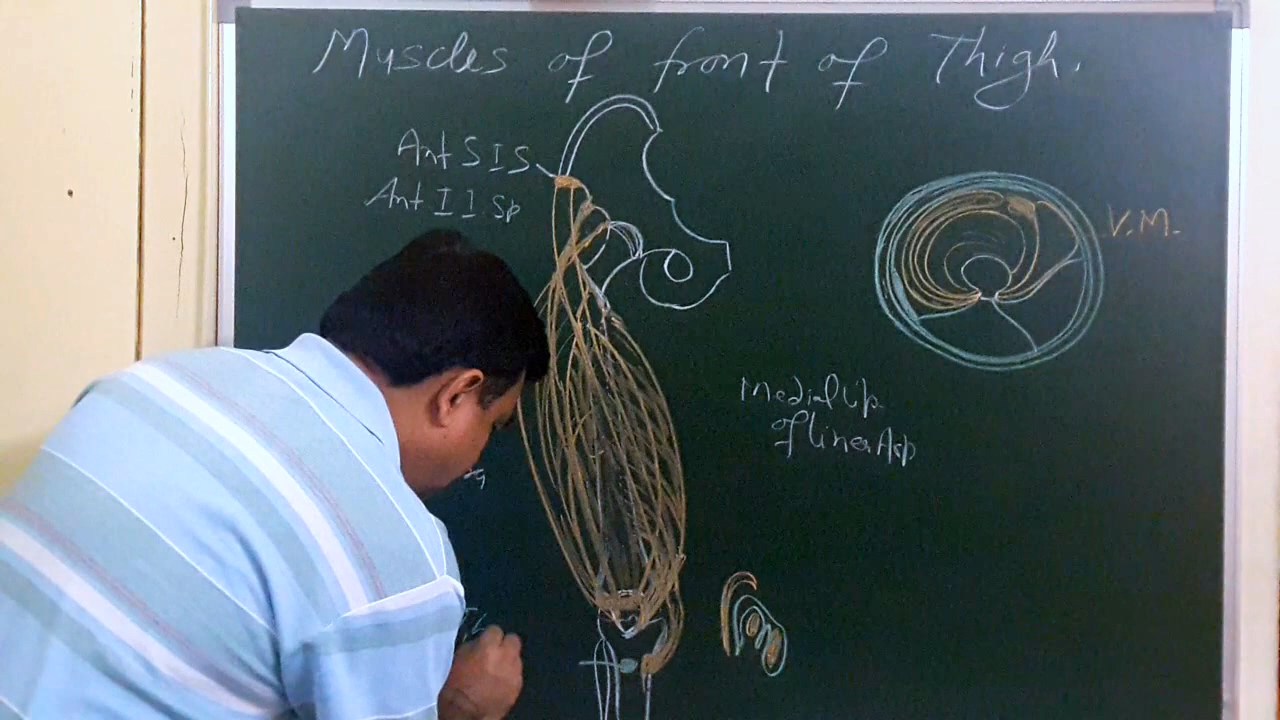 Muscles of front of Thigh.
Ant S I S
Ant I I Sp
V.M.
Medial lip
of linea Asp